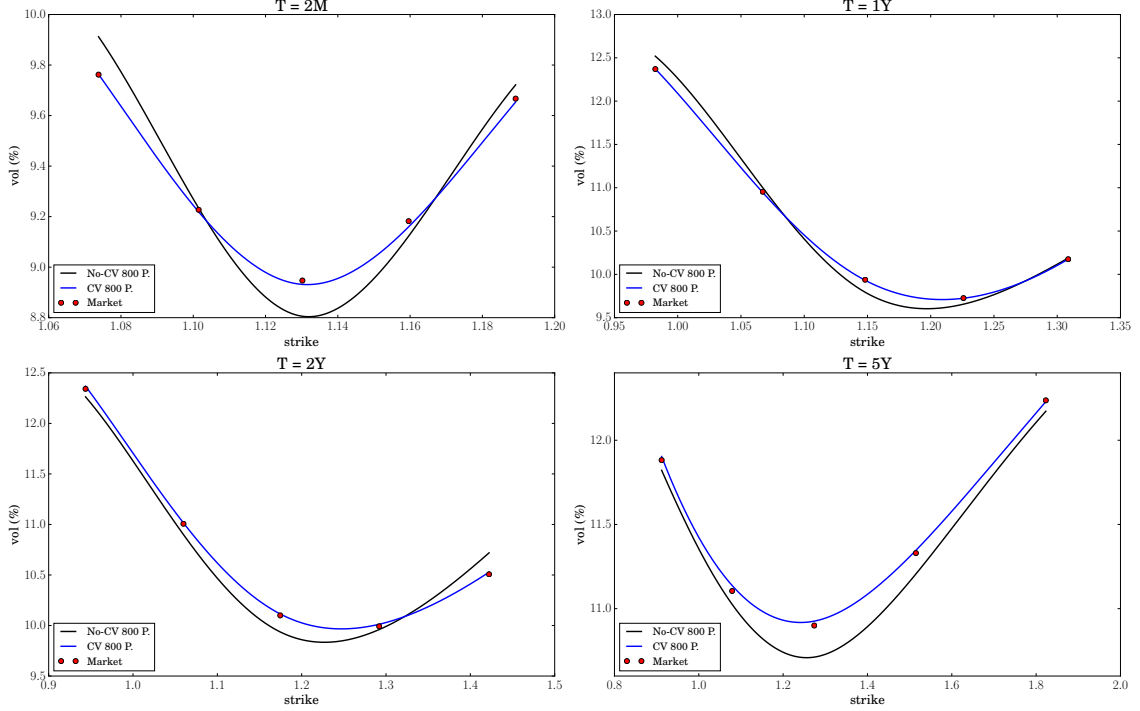 T = 2M
10.0
9.8
9.6
9.4
9.2
9.0
8.8
vol (%)
No-CV 800 P.
CV 800 P.
Market
1.06 1.08 1.10 1.12 1.14 1.16 1.18 1.20
strike
T = 1Y
13.0
12.5
12.0
11.5
11.0
10.5
10.0
9.5
vol (%)
No-CV 800 P.
CV 800 P.
Market
0.95 1.00 1.05 1.10 1.15 1.20 1.25 1.30 1.35
strike
T = 2Y
12.5
12.0
11.5
11.0
10.5
10.0
9.5
vol (%)
No-CV 800 P.
CV 800 P.
Market
0.9 1.0 1.1 1.2 1.3 1.4 1.5
strike
T = 5Y
12.0
11.5
11.0
vol (%)
No-CV 800 P.
CV 800 P.
Market
0.8 1.0 1.2 1.4 1.6 1.8 2.0
strike